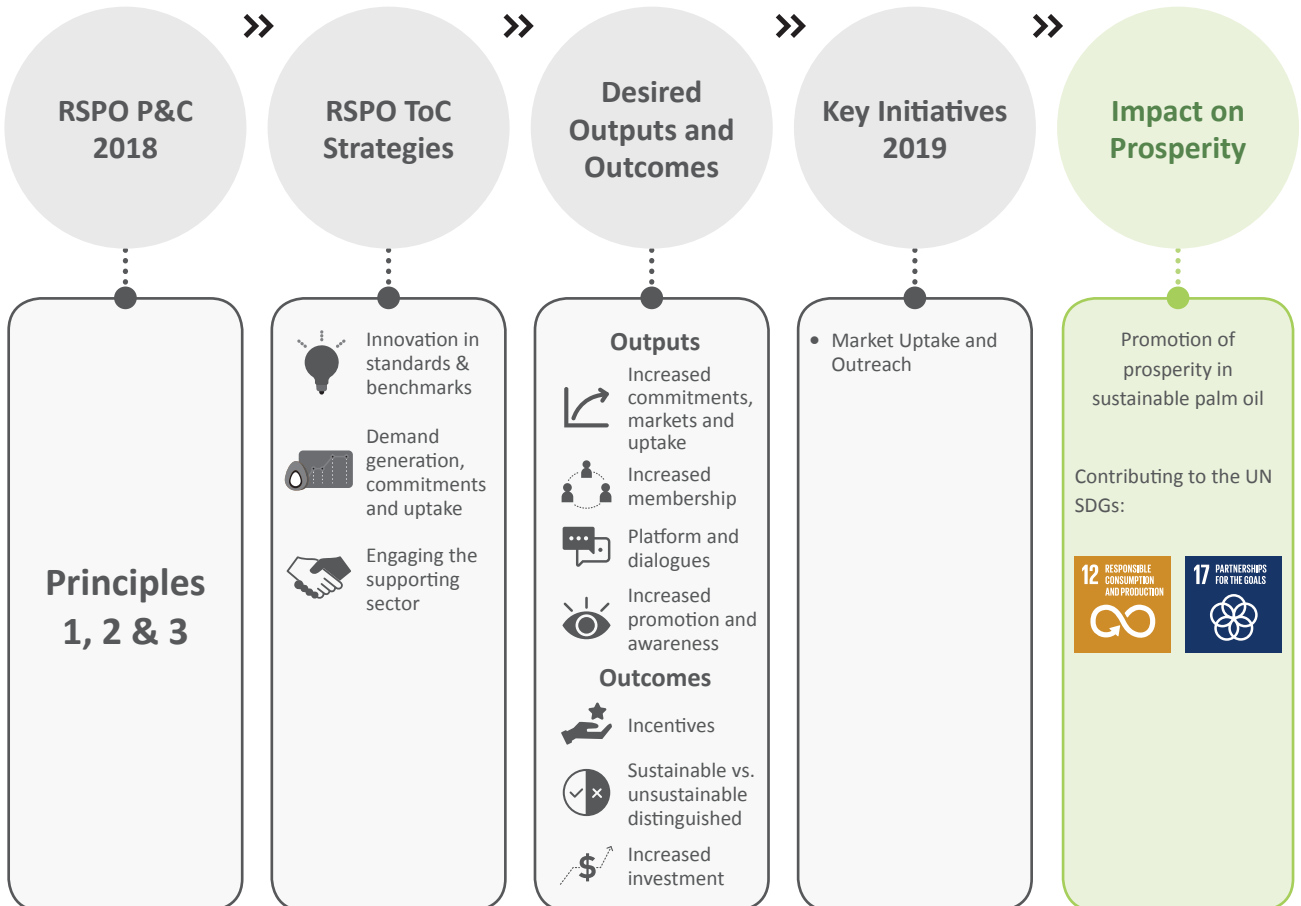 RSPO P&C
2018
RSPO ToC
Strategies
Desired
Outputs and
Outcomes
Key Initiatives
2019
Impact on
Prosperity
Principles
1, 2 & 3
Innovation in
standards &
benchmarks
Demand
generation,
commitments
and uptake
Engaging the
supporting
sector
Outputs
Increased
commitments,
markets and
uptake
Increased
membership
Platform and
dialogues
Increased
promotion and
awareness
Outcomes
Incentives
Sustainable vs.
unsustainable
distinguished
Increased
investment
• Market Uptake and
Outreach
Promotion of
prosperity in
sustainable palm oil
Contributing to the UN
SDGs:
12 RESPONSIBLE
CONSUMPTION
AND PRODUCTION
17 PARTNERSHIPS
FOR THE GOALS